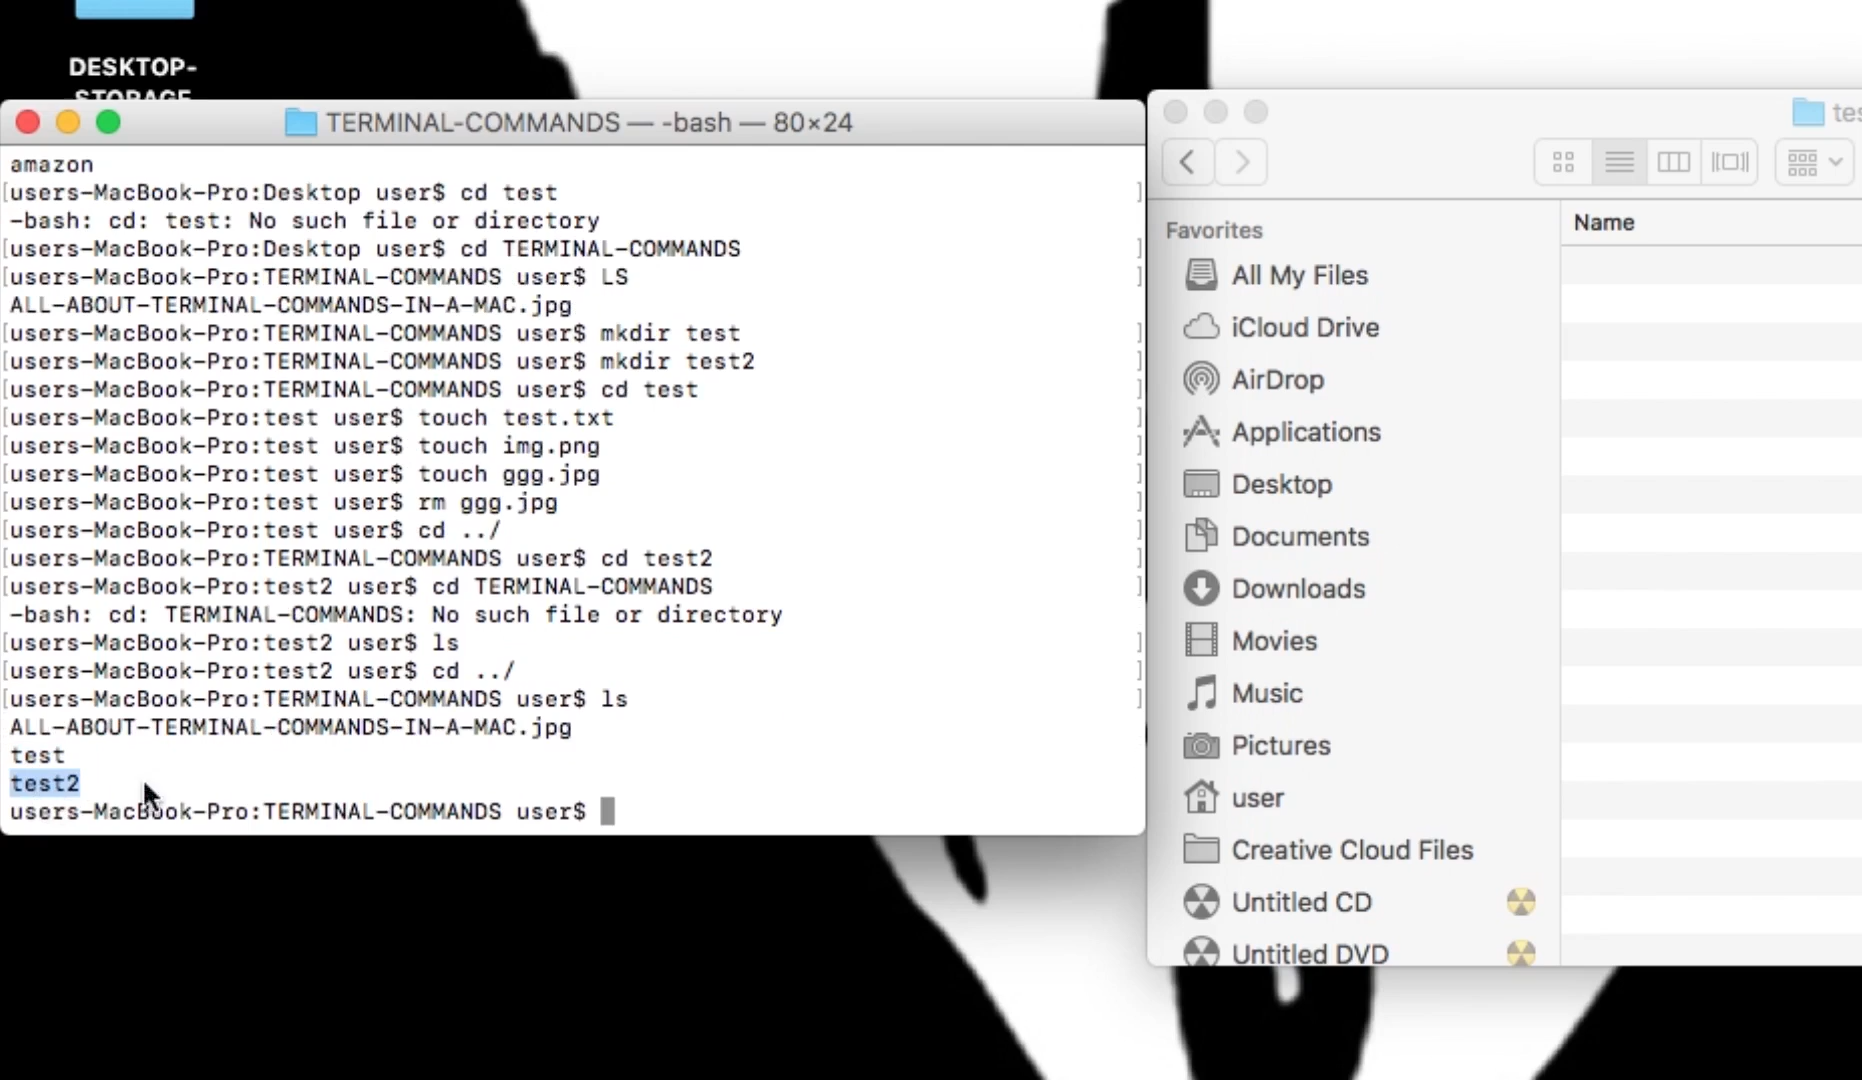 DESKTOP-
STORAGE
TERMINAL-COMMANDS — -bash — 80×24
amazon
[users-MacBook-Pro:Desktop user$ cd test ]
-bash: cd: test: No such file or directory
[users-MacBook-Pro:Desktop user$ cd TERMINAL-COMMANDS ]
[users-MacBook-Pro:TERMINAL-COMMANDS user$ LS ]
ALL-ABOUT-TERMINAL-COMMANDS-IN-A-MAC.jpg
[users-MacBook-Pro:TERMINAL-COMMANDS user$ mkdir test ]
[users-MacBook-Pro:TERMINAL-COMMANDS user$ mkdir test2 ]
[users-MacBook-Pro:TERMINAL-COMMANDS user$ cd test ]
[users-MacBook-Pro:test user$ touch test.txt ]
[users-MacBook-Pro:test user$ touch img.png ]
[users-MacBook-Pro:test user$ touch ggg.jpg ]
[users-MacBook-Pro:test user$ rm ggg.jpg ]
[users-MacBook-Pro:test user$ cd ../ ]
[users-MacBook-Pro:TERMINAL-COMMANDS user$ cd test2 ]
[users-MacBook-Pro:test2 user$ cd TERMINAL-COMMANDS ]
-bash: cd: TERMINAL-COMMANDS: No such file or directory
[users-MacBook-Pro:test2 user$ ls ]
[users-MacBook-Pro:test2 user$ cd ../ ]
[users-MacBook-Pro:TERMINAL-COMMANDS user$ ls ]
ALL-ABOUT-TERMINAL-COMMANDS-IN-A-MAC.jpg
test
test2
users-MacBook-Pro:TERMINAL-COMMANDS user$
Favorites
All My Files
iCloud Drive
AirDrop
Applications
Desktop
Documents
Downloads
Movies
Music
Pictures
user
Creative Cloud Files
Untitled CD
Untitled DVD
Name